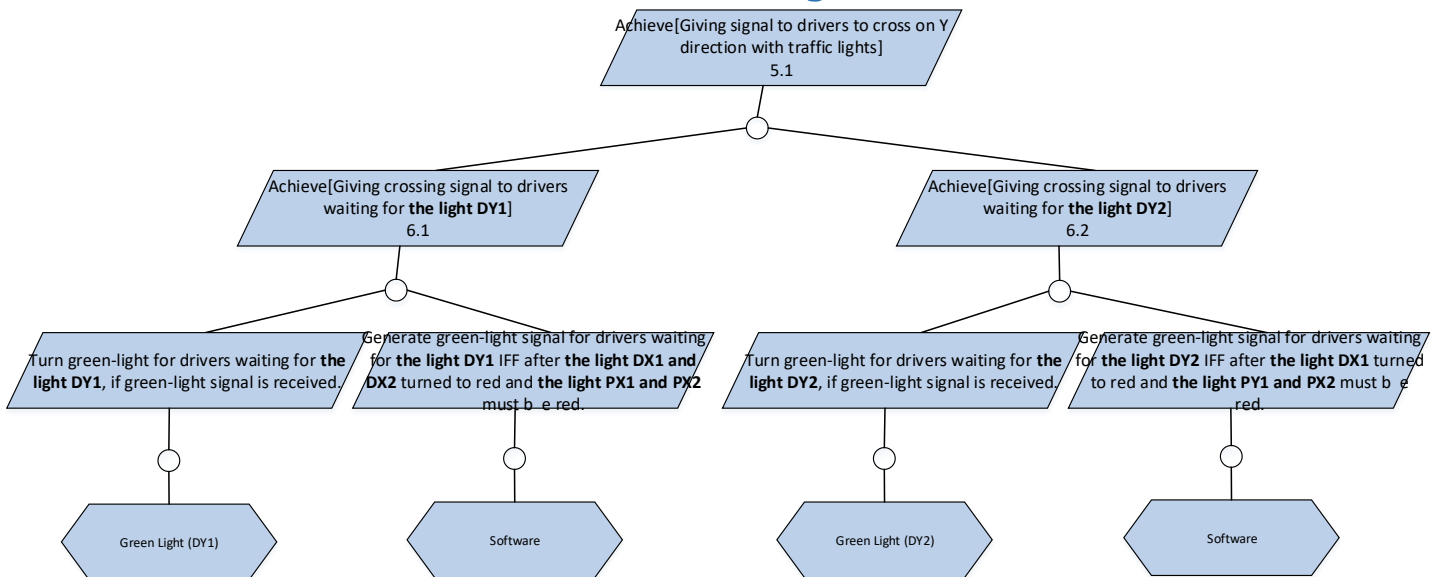 Achieve[Giving signal to drivers to cross on Y
direction with traffic lights]
5.1
Achieve[Giving crossing signal to drivers
waiting for the light DY1]
6.1
Achieve[Giving crossing signal to drivers
waiting for the light DY2]
6.2
Turn green-light for drivers waiting for the
light DY1, if green-light signal is received.
Generate green-light signal for drivers waiting
for the light DY1 IFF after the light DX1 and
DX2 turned to red and the light PX1 and PX2
must b e red.
Turn green-light for drivers waiting for the
light DY2, if green-light signal is received.
Generate green-light signal for drivers waiting
for the light DY2 IFF after the light DX1 turned
to red and the light PY1 and PX2 must b e
red.
Green Light (DY1)
Software
Green Light (DY2)
Software